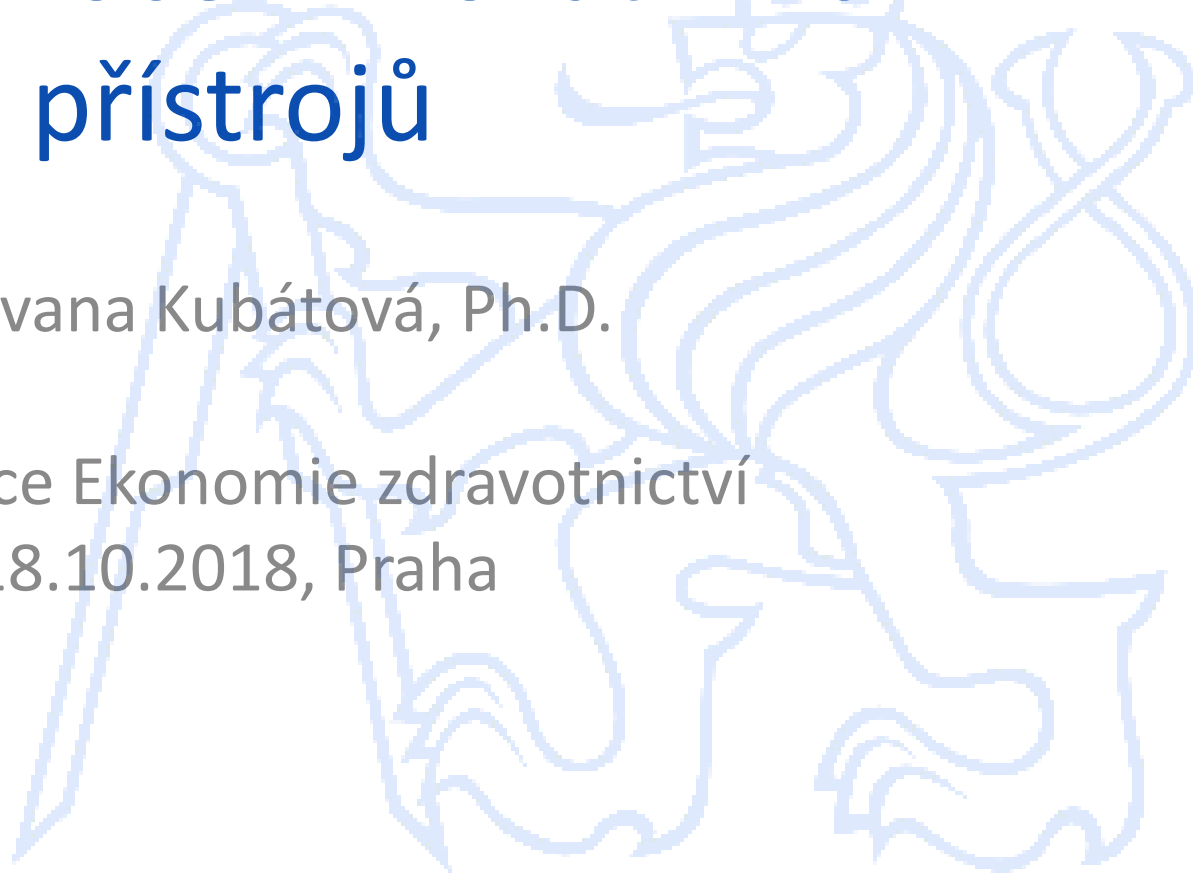 přístrojů
vana Kubátová, Ph.D.
ce Ekonomie zdravotnictví
8.10.2018, Praha